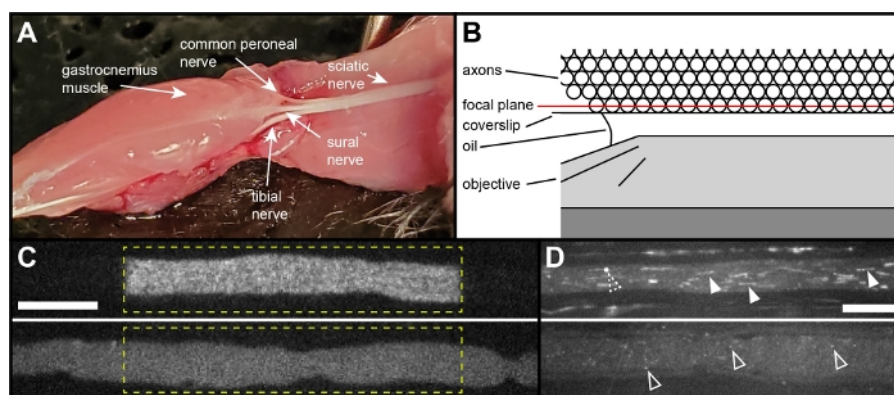 A
common peroneal
nerve
gastrocnemius
muscle
sciatic
nerve
sural
nerve
tibial
nerve
B
axons
focal plane
coverslip
oil
objective
C
D